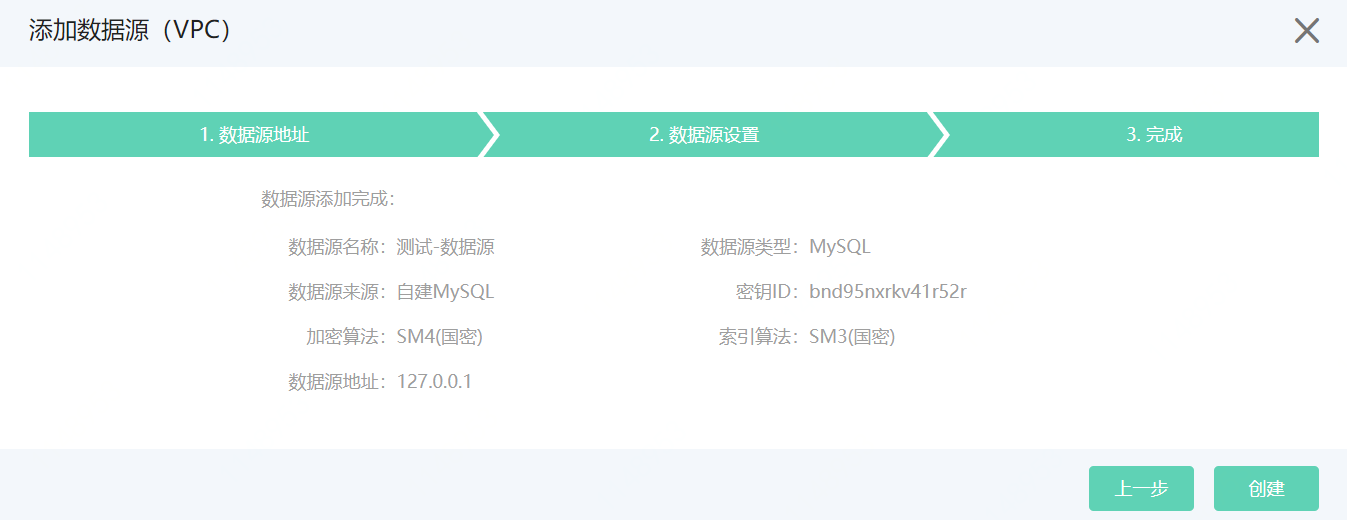 添加数据源（VPC）
1. 数据源地址
2. 数据源设置
3. 完成
数据源添加完成：
数据源名称：测试-数据源
数据源类型：MySQL
数据源来源：自建MySQL
密钥ID：bnd95nxrkv41r52r
加密算法：SM4(国密)
索引算法：SM3(国密)
数据源地址：127.0.0.1
上一步
创建